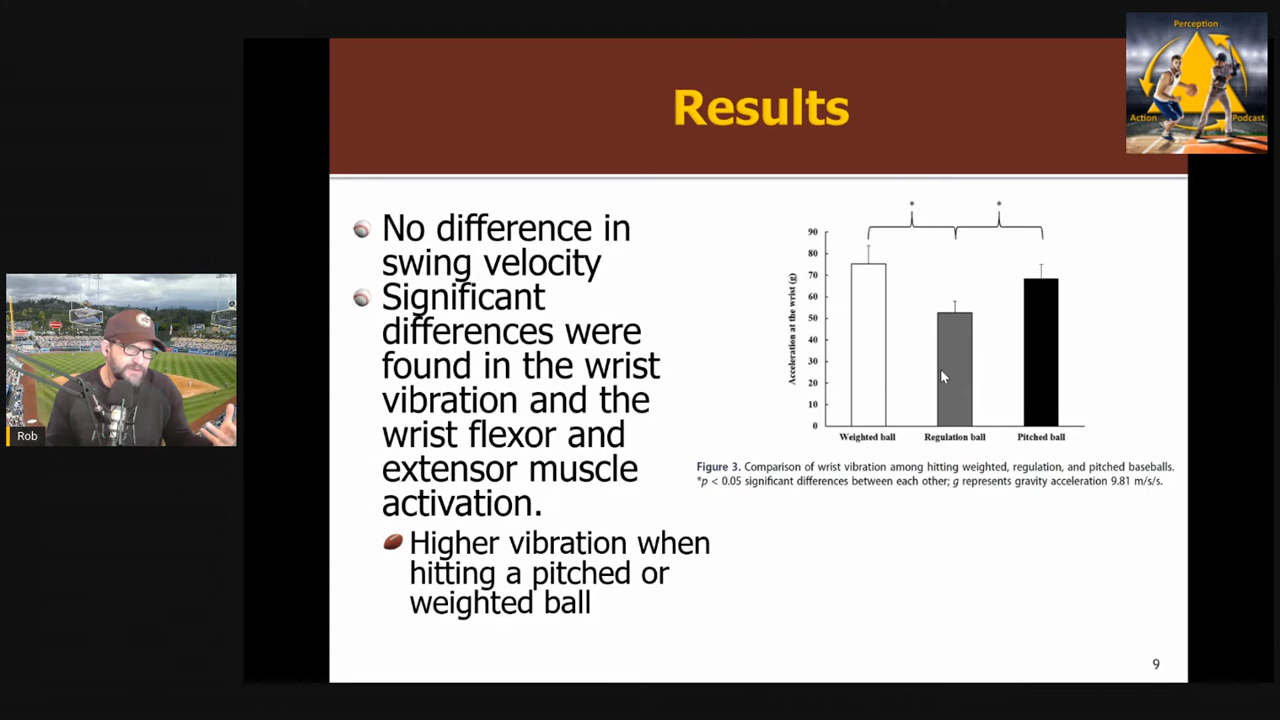 Perception
Action
Podcast
Results
No difference in
swing velocity
Significant
differences were
found in the wrist
vibration and the
wrist flexor and
extensor muscle
activation.
Higher vibration when
hitting a pitched or
weighted ball
* *
Acceleration at the wrist (g)
90
80
70
60
50
40
30
20
10
0
Weighted ball Regulation ball Pitched ball
Figure 3. Comparison of wrist vibration among hitting weighted, regulation, and pitched baseballs.
*p < 0.05 significant differences between each other; g represents gravity acceleration 9.81 m/s/s.
Rob
9